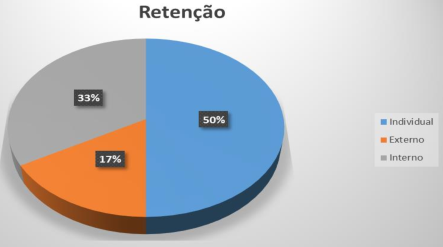 Retenção
33%
50%
17%
Individual
Externo
Interno